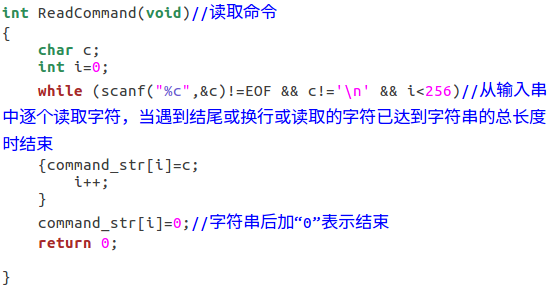 int ReadCommand(void)//读取命令
{
    char c;
    int i=0;
    while (scanf("%c",&c)!=EOF && c!='\n' && i<256)//从输入串
中逐个读取字符，当遇到结尾或换行或读取的字符已达到字符串的总长度
时结束
    {command_str[i]=c;
        i++;
    }
    command_str[i]=0;//字符串后加“0”表示结束
    return 0;
}